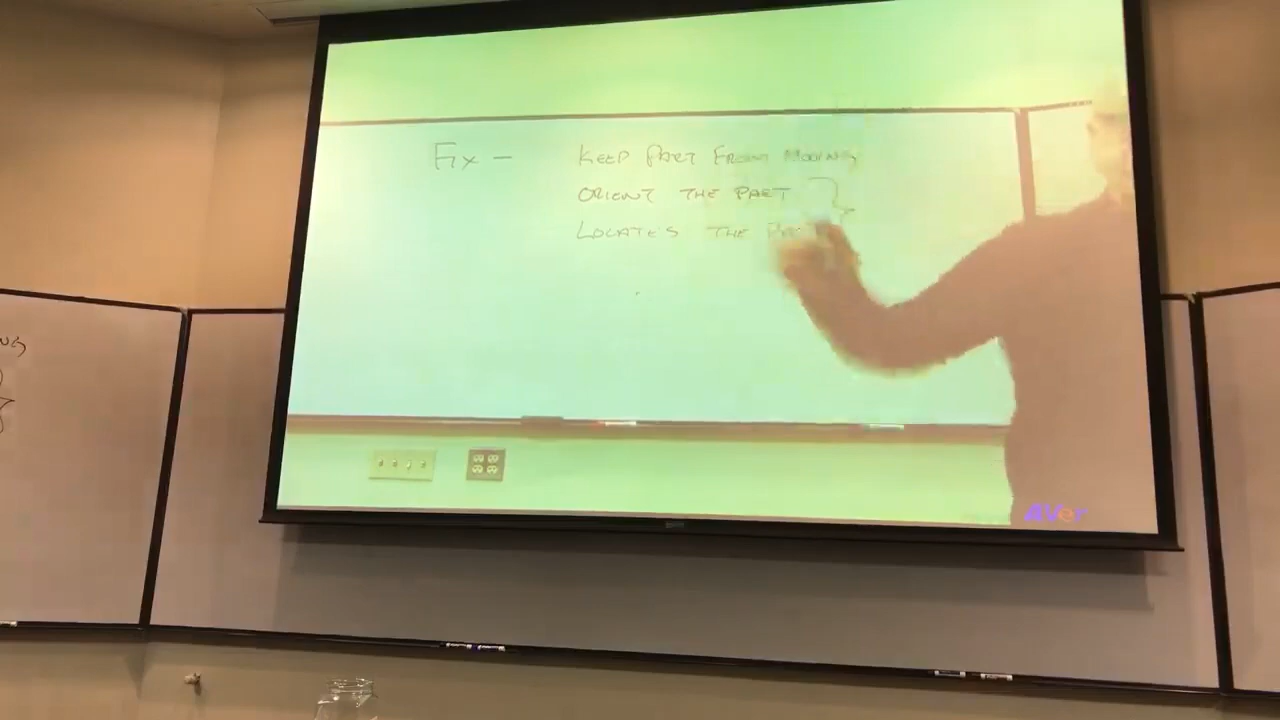 Fix - KEEP PART FROM MOVING
ORIENT THE PART
LOCATES THE
AVer